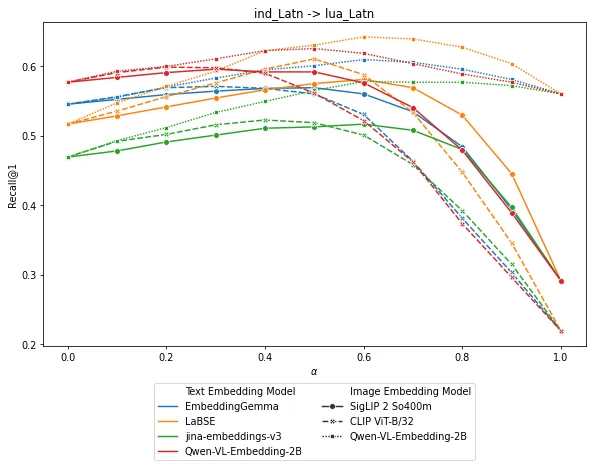 ind_Latn -> lua_Latn
Recall@1
0.6
0.5
0.4
0.3
0.2
0.0 0.2 0.4 0.6 0.8 1.0
α
Text Embedding Model Image Embedding Model
EmbeddingGemma SigLIP 2 So400m
LaBSE CLIP ViT-B/32
jina-embeddings-v3 Qwen-VL-Embedding-2B
Qwen-VL-Embedding-2B